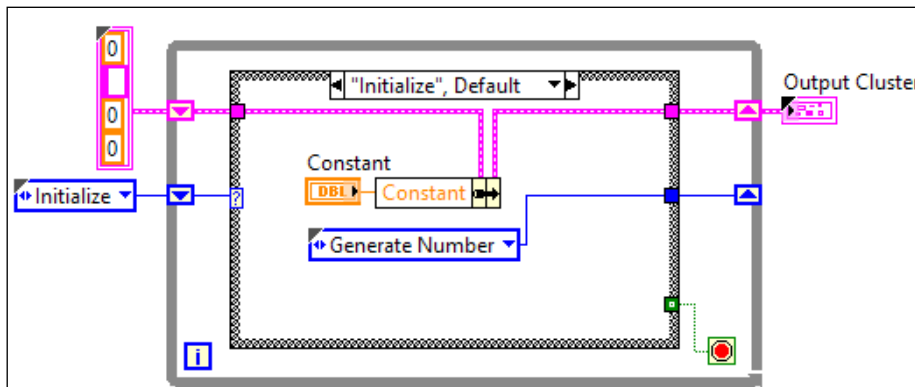 0
0
0
"Initialize", Default
Output Cluster
Constant
DBL
Constant
Initialize
?
Generate Number
i